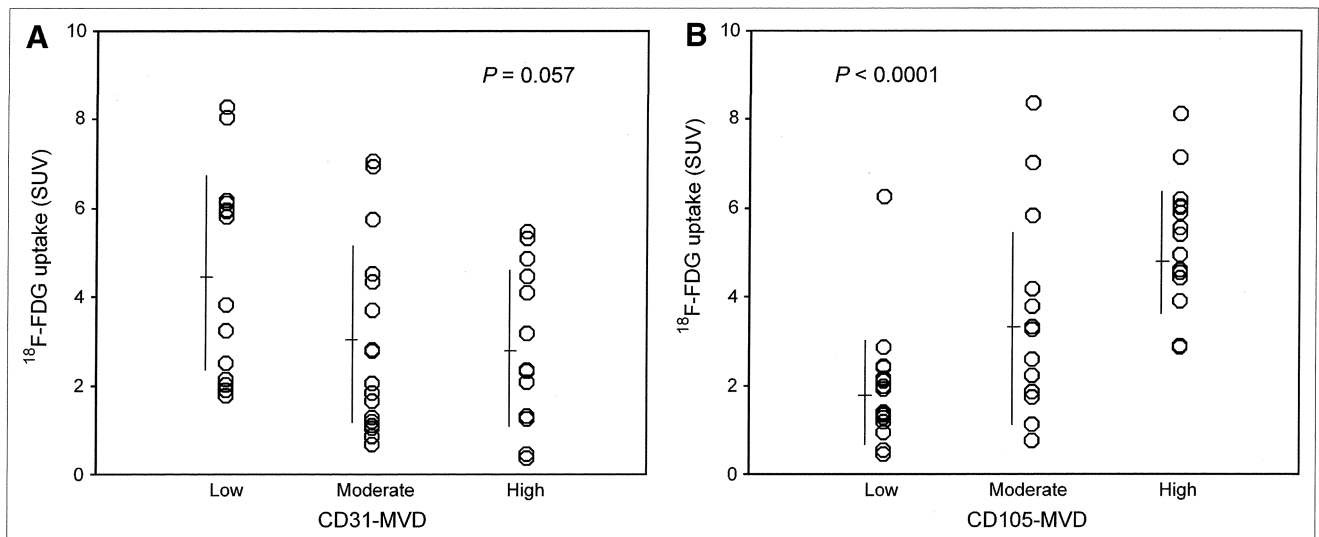 A
10
8
6
4
2
0
18F-FDG uptake (SUV)
P = 0.057
Low Moderate High
CD31-MVD
B
10
8
6
4
2
0
18F-FDG uptake (SUV)
P < 0.0001
Low Moderate High
CD105-MVD